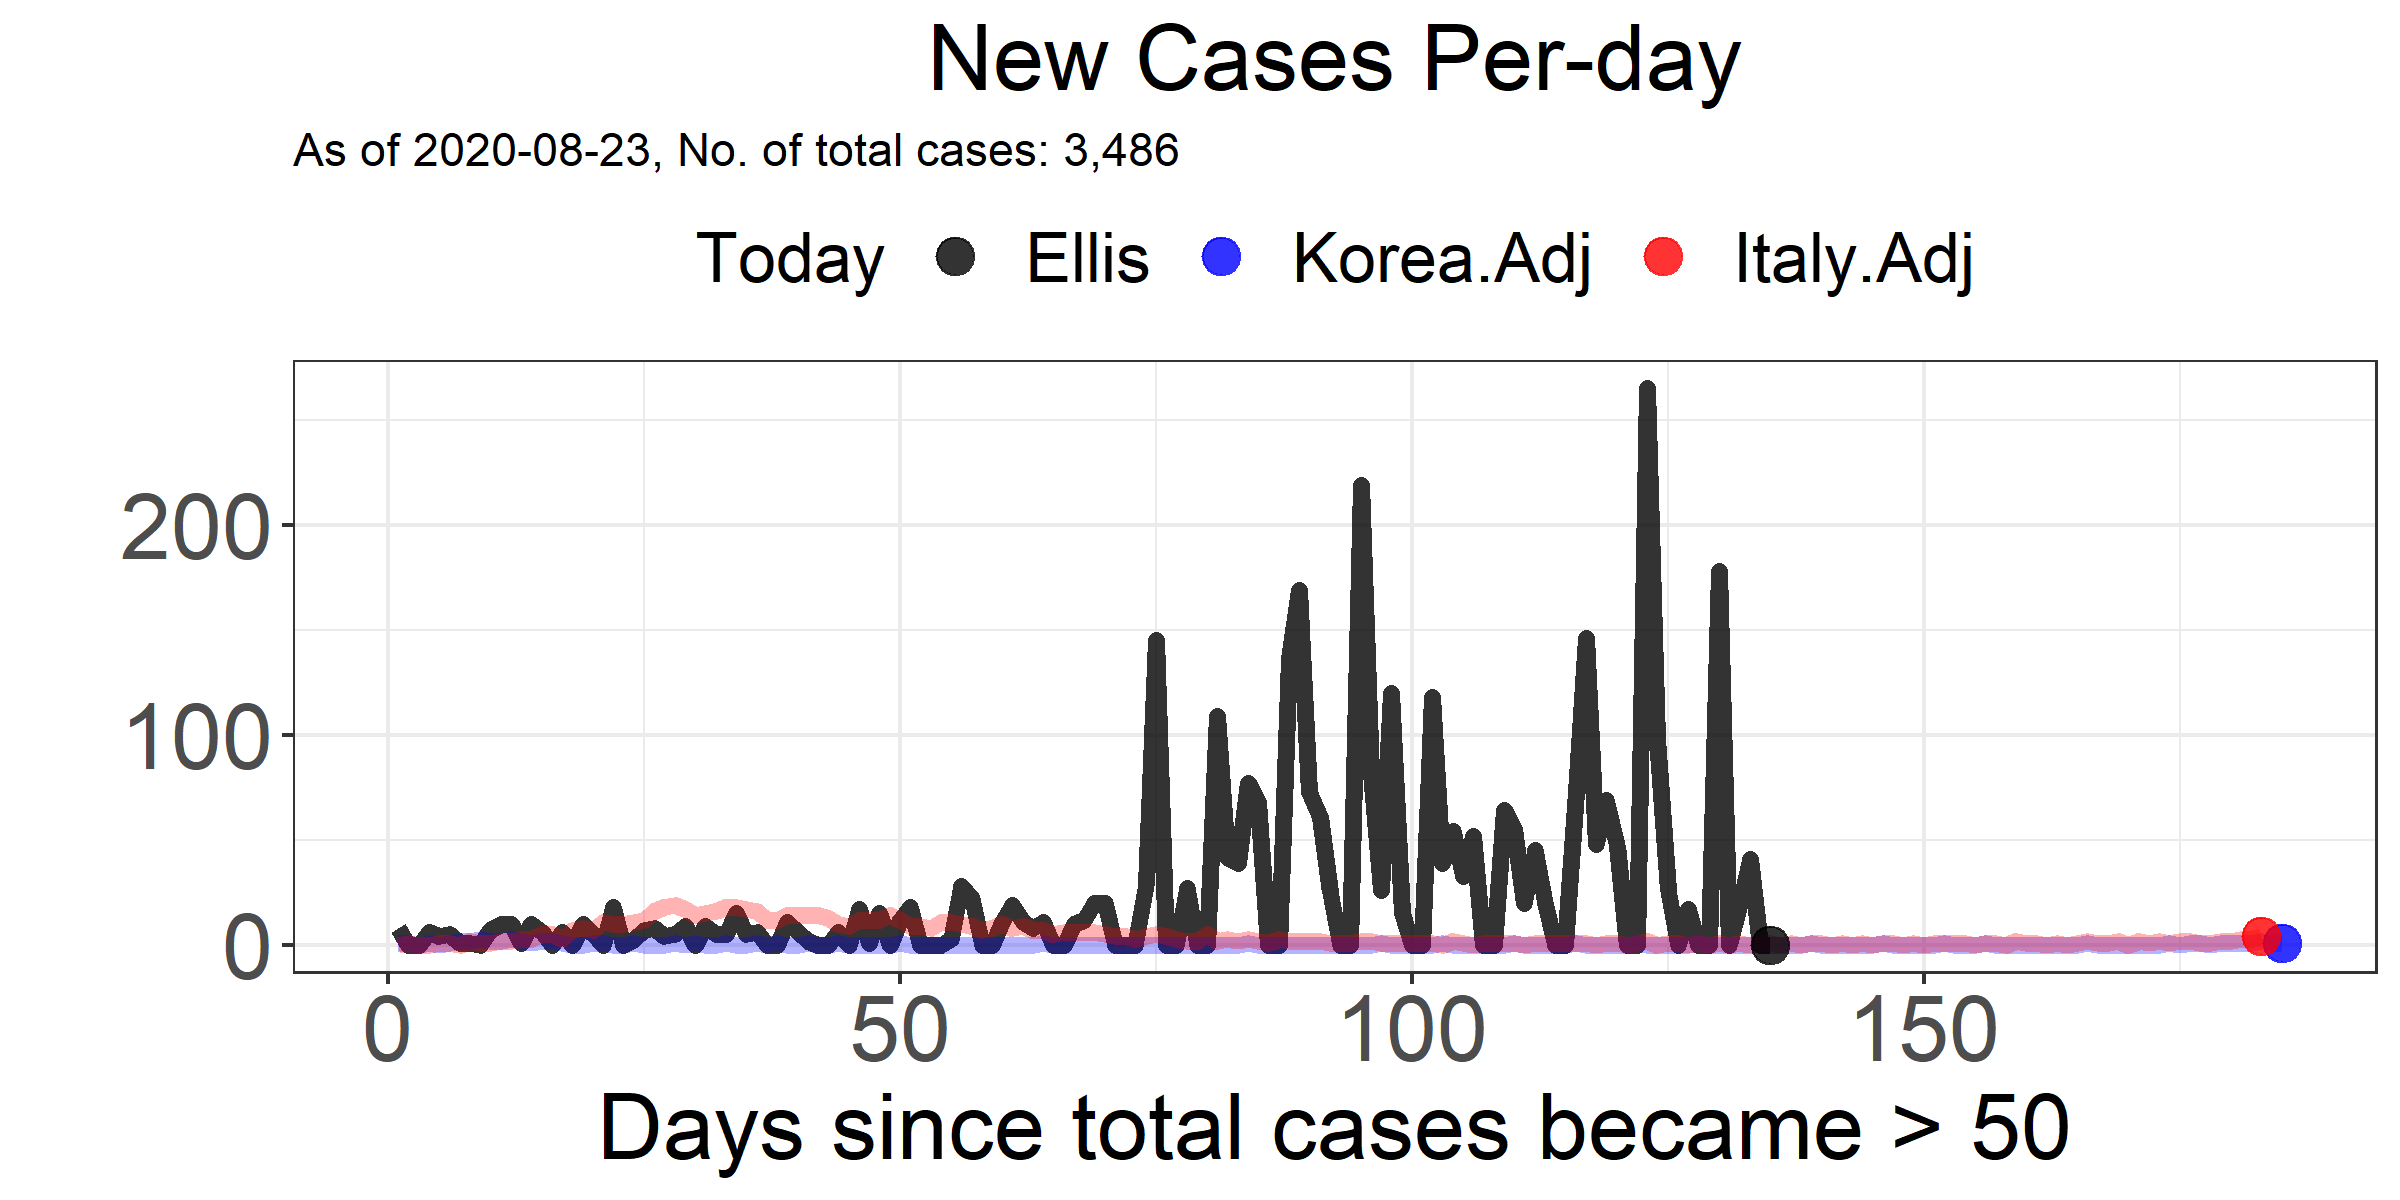 New Cases Per-day
As of 2020-08-23, No. of total cases: 3,486
Today Ellis Korea.Adj Italy.Adj
200
100
0
0 50 100 150
Days since total cases became > 50